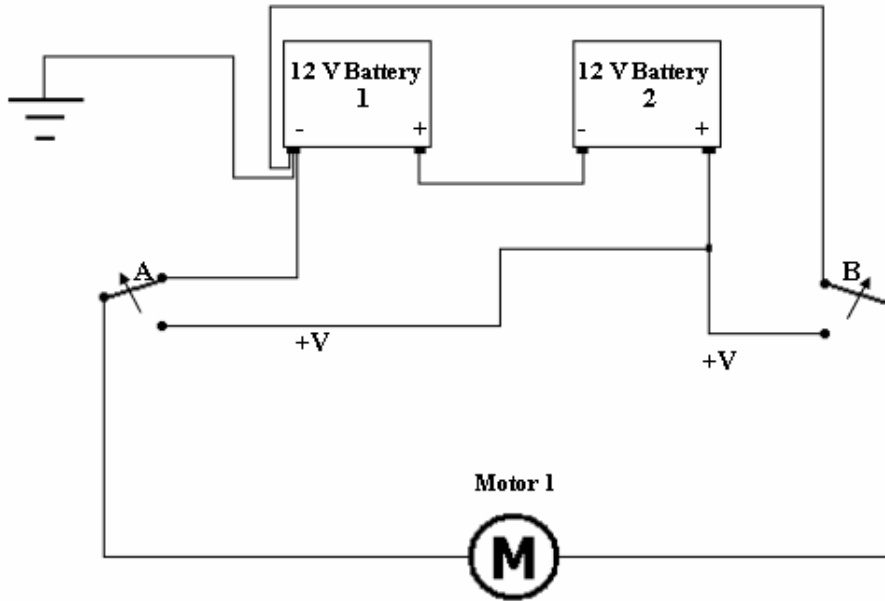 12 V Battery
1
- +
12 V Battery
2
- +
A
B
+V
+V
Motor 1
M